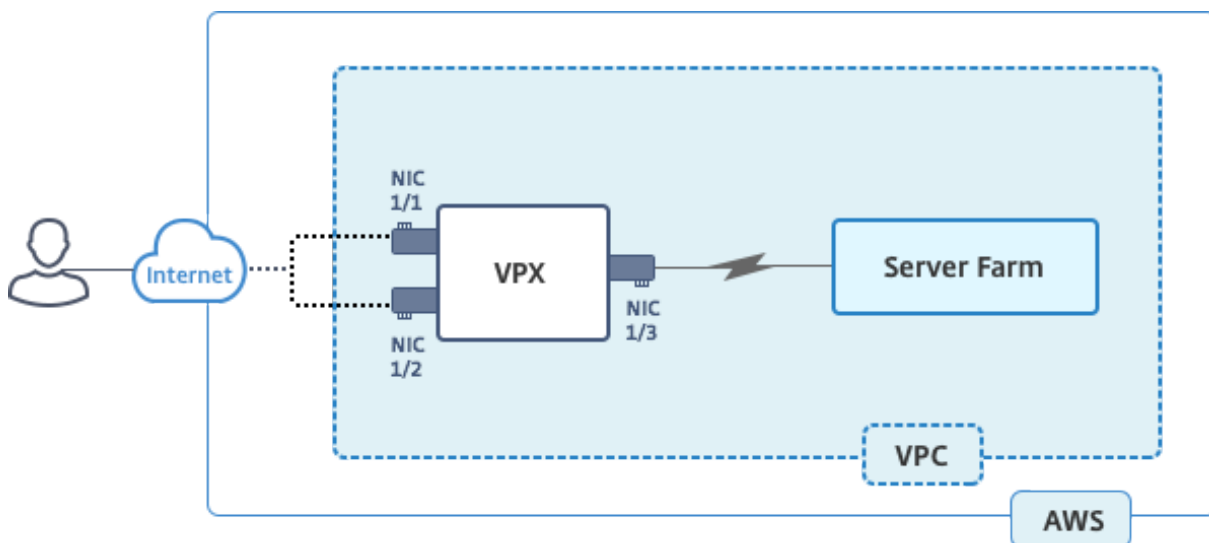 NIC
1/1
Internet
VPX
Server Farm
NIC
1/3
NIC
1/2
VPC
AWS